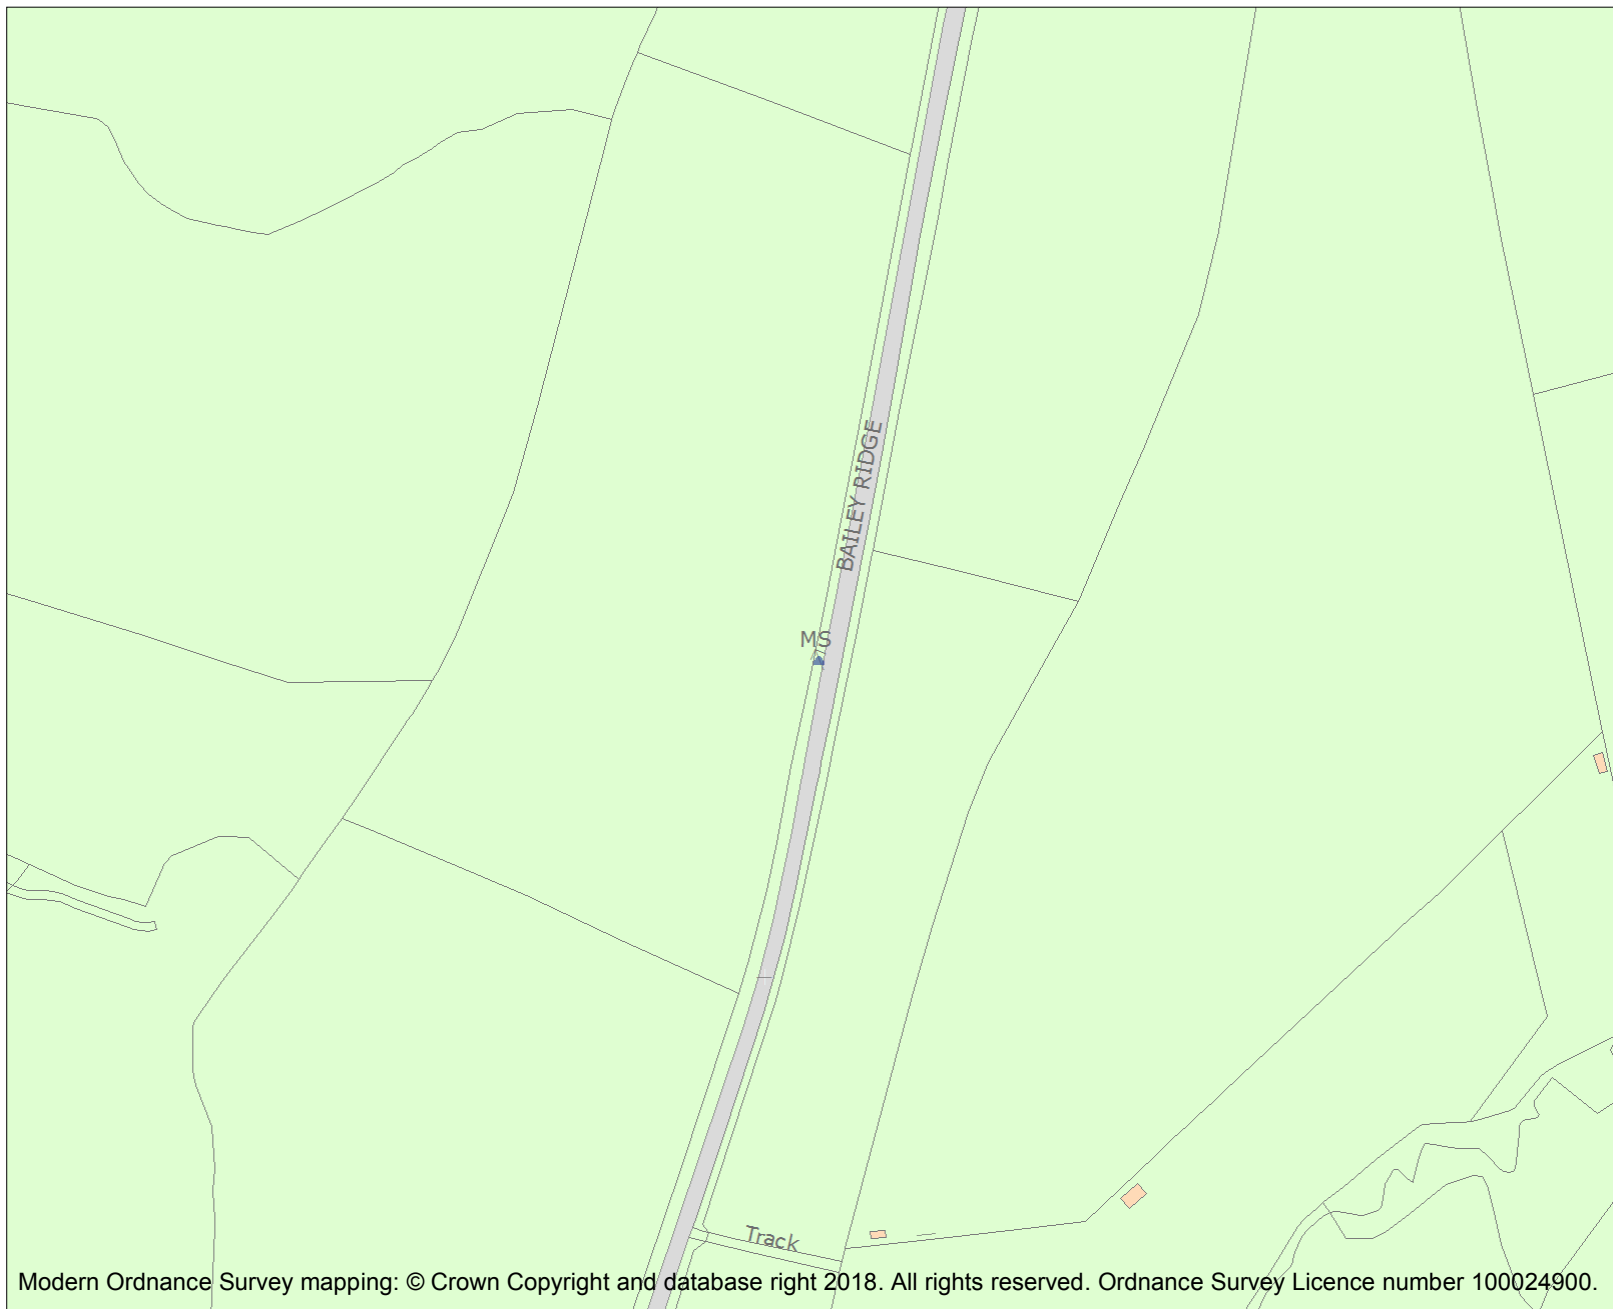 BAILEY RIDGE
MS
Track
Modern Ordnance Survey mapping: © Crown Copyright and database right 2018. All rights reserved. Ordnance Survey Licence number 100024900.